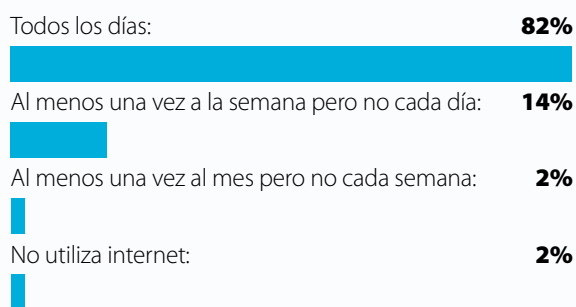 Todos los días: 82%
Al menos una vez a la semana pero no cada día: 14%
Al menos una vez al mes pero no cada semana: 2%
No utiliza internet: 2%